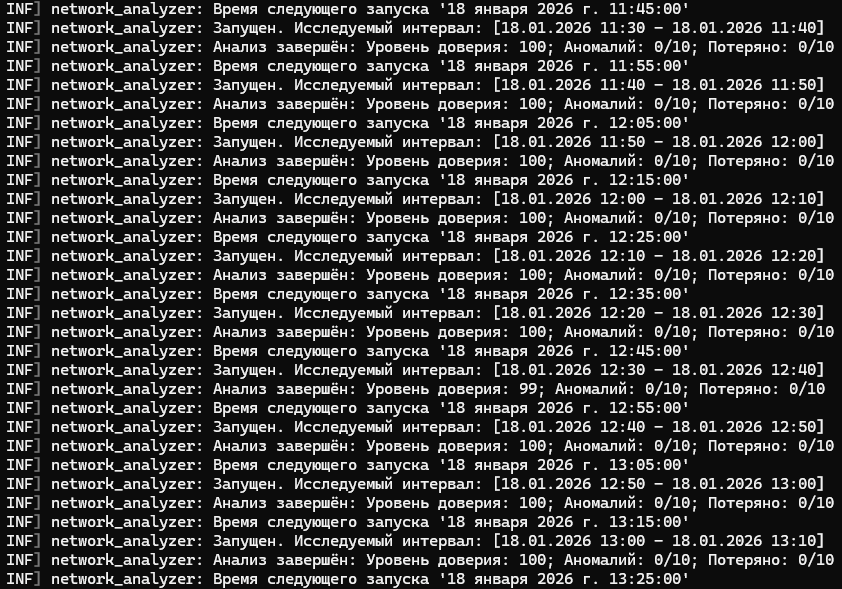 INF] network_analyzer: Время следующего запуска '18 января 2026 г. 11:45:00'
INF] network_analyzer: Запущен. Исследуемый интервал: [18.01.2026 11:30 - 18.01.2026 11:40]
INF] network_analyzer: Анализ завершён: Уровень доверия: 100; Аномалий: 0/10; Потеряно: 0/10
INF] network_analyzer: Время следующего запуска '18 января 2026 г. 11:55:00'
INF] network_analyzer: Запущен. Исследуемый интервал: [18.01.2026 11:40 - 18.01.2026 11:50]
INF] network_analyzer: Анализ завершён: Уровень доверия: 100; Аномалий: 0/10; Потеряно: 0/10
INF] network_analyzer: Время следующего запуска '18 января 2026 г. 12:05:00'
INF] network_analyzer: Запущен. Исследуемый интервал: [18.01.2026 11:50 - 18.01.2026 12:00]
INF] network_analyzer: Анализ завершён: Уровень доверия: 100; Аномалий: 0/10; Потеряно: 0/10
INF] network_analyzer: Время следующего запуска '18 января 2026 г. 12:15:00'
INF] network_analyzer: Запущен. Исследуемый интервал: [18.01.2026 12:00 - 18.01.2026 12:10]
INF] network_analyzer: Анализ завершён: Уровень доверия: 100; Аномалий: 0/10; Потеряно: 0/10
INF] network_analyzer: Время следующего запуска '18 января 2026 г. 12:25:00'
INF] network_analyzer: Запущен. Исследуемый интервал: [18.01.2026 12:10 - 18.01.2026 12:20]
INF] network_analyzer: Анализ завершён: Уровень доверия: 100; Аномалий: 0/10; Потеряно: 0/10
INF] network_analyzer: Время следующего запуска '18 января 2026 г. 12:35:00'
INF] network_analyzer: Запущен. Исследуемый интервал: [18.01.2026 12:20 - 18.01.2026 12:30]
INF] network_analyzer: Анализ завершён: Уровень доверия: 100; Аномалий: 0/10; Потеряно: 0/10
INF] network_analyzer: Время следующего запуска '18 января 2026 г. 12:45:00'
INF] network_analyzer: Запущен. Исследуемый интервал: [18.01.2026 12:30 - 18.01.2026 12:40]
INF] network_analyzer: Анализ завершён: Уровень доверия: 99; Аномалий: 0/10; Потеряно: 0/10
INF] network_analyzer: Время следующего запуска '18 января 2026 г. 12:55:00'
INF] network_analyzer: Запущен. Исследуемый интервал: [18.01.2026 12:40 - 18.01.2026 12:50]
INF] network_analyzer: Анализ завершён: Уровень доверия: 100; Аномалий: 0/10; Потеряно: 0/10
INF] network_analyzer: Время следующего запуска '18 января 2026 г. 13:05:00'
INF] network_analyzer: Запущен. Исследуемый интервал: [18.01.2026 12:50 - 18.01.2026 13:00]
INF] network_analyzer: Анализ завершён: Уровень доверия: 100; Аномалий: 0/10; Потеряно: 0/10
INF] network_analyzer: Время следующего запуска '18 января 2026 г. 13:15:00'
INF] network_analyzer: Запущен. Исследуемый интервал: [18.01.2026 13:00 - 18.01.2026 13:10]
INF] network_analyzer: Анализ завершён: Уровень доверия: 100; Аномалий: 0/10; Потеряно: 0/10
INF] network_analyzer: Время следующего запуска '18 января 2026 г. 13:25:00'